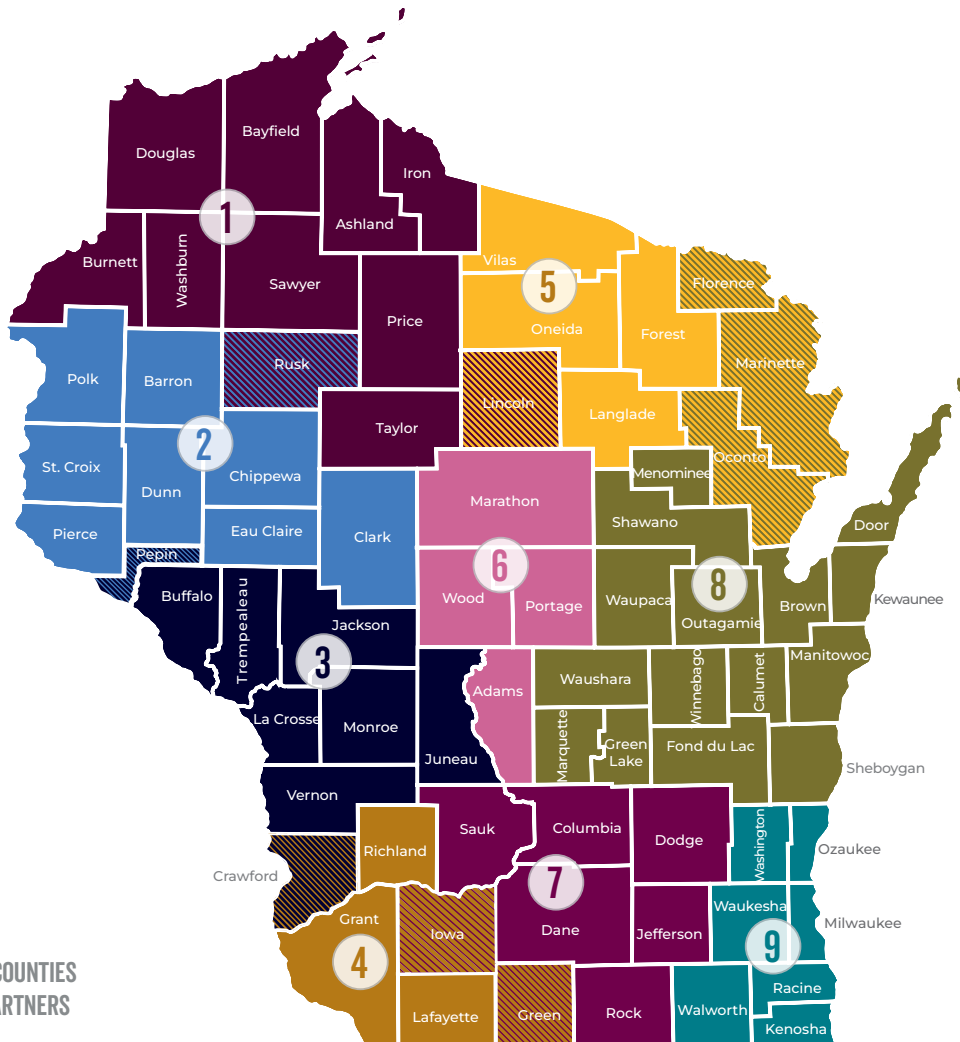 Douglas
Bayfield
Iron
Ashland
1
Burnett
Washburn
Sawyer
Vilas
5
Florence
Price
Oneida
Forest
Rusk
Marinette
Polk
Barron
Lincoln
Langlade
Taylor
2
St. Croix
Chippewa
Oconto
Menominee
Dunn
Marathon
Shawano
Door
Pierce
Eau Claire
Clark
Pepin
6
8
Buffalo
Trempealeau
Wood
Portage
Waupaca
Brown
Kewaunee
Jackson
Outagamie
3
Manitowoc
Adams
Waushara
Winnebago
Calumet
La Crosse
Monroe
Juneau
Marquette
Green
Lake
Fond du Lac
Sheboygan
Vernon
Sauk
Columbia
Dodge
Washington
Ozaukee
Richland
Crawford
7
Grant
Iowa
Dane
Jefferson
Waukesha
Milwaukee
9
4
COUNTIES
Racine
ARTNERS
Lafayette
Green
Rock
Walworth
Kenosha